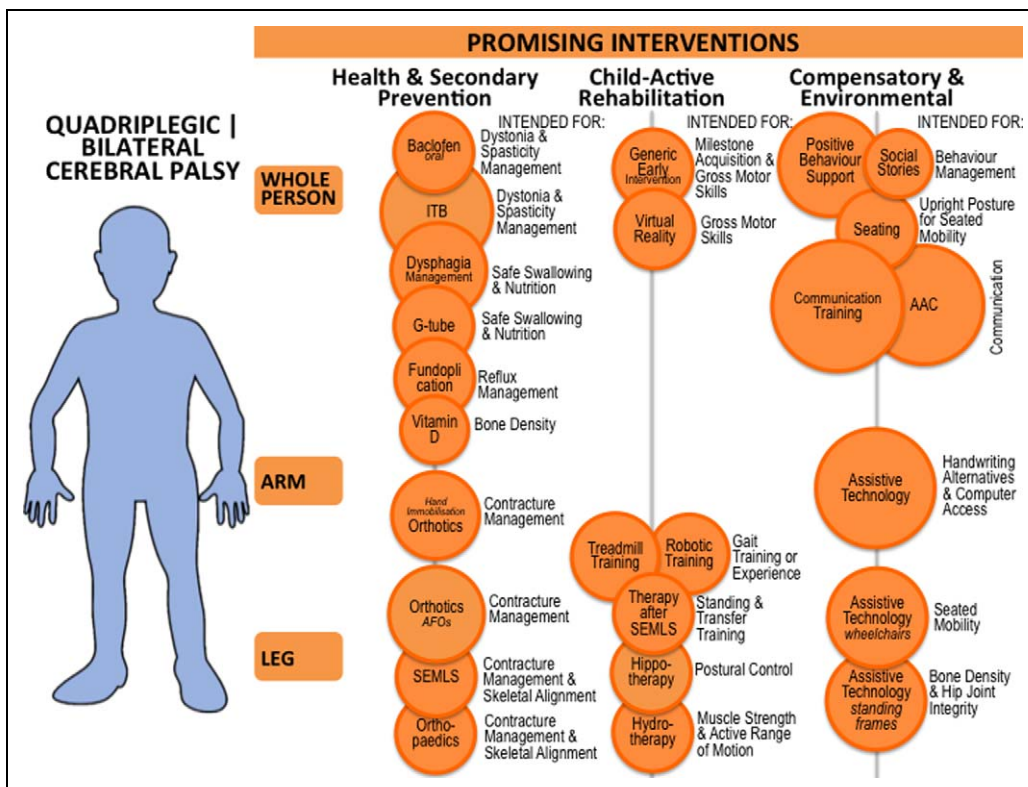 PROMISING INTERVENTIONS
QUADRIPLEGIC |
BILATERAL
CEREBRAL PALSY
WHOLE
PERSON
ARM
LEG
Health & Secondary
Prevention
INTENDED FOR:
Baclofen
oral
Dystonia &
Spasticity
Management
ITB
Dystonia &
Spasticity
Management
Dysphagia
Management
Safe Swallowing
& Nutrition
G-tube
Safe Swallowing
& Nutrition
Fundopli
cation
Reflux
Management
Vitamin
D
Bone Density
Hand
Immobilisation
Orthotics
Contracture
Management
Orthotics
AFOs
Contracture
Management
SEMLS
Contracture
Management &
Skeletal Alignment
Ortho-
paedics
Contracture
Management &
Skeletal Alignment
Child-Active
Rehabilitation
INTENDED FOR:
Generic
Early
Intervention
Milestone
Acquisition &
Gross Motor
Skills
Virtual
Reality
Gross Motor
Skills
Treadmill
Training
Robotic
Training
Gait
Training or
Experience
Therapy
after
SEMLS
Standing &
Transfer
Training
Hippo-
therapy
Postural Control
Hydro-
therapy
Muscle Strength
& Active Range
of Motion
Compensatory &
Environmental
INTENDED FOR:
Positive
Behaviour
Support
Social
Stories
Behaviour
Management
Seating
Upright Posture
for Seated
Mobility
Communication
Training
AAC
Communication
Assistive
Technology
Handwriting
Alternatives
& Computer
Access
Assistive
Technology
wheelchairs
Seated
Mobility
Assistive
Technology
standing
frames
Bone Density
& Hip Joint
Integrity